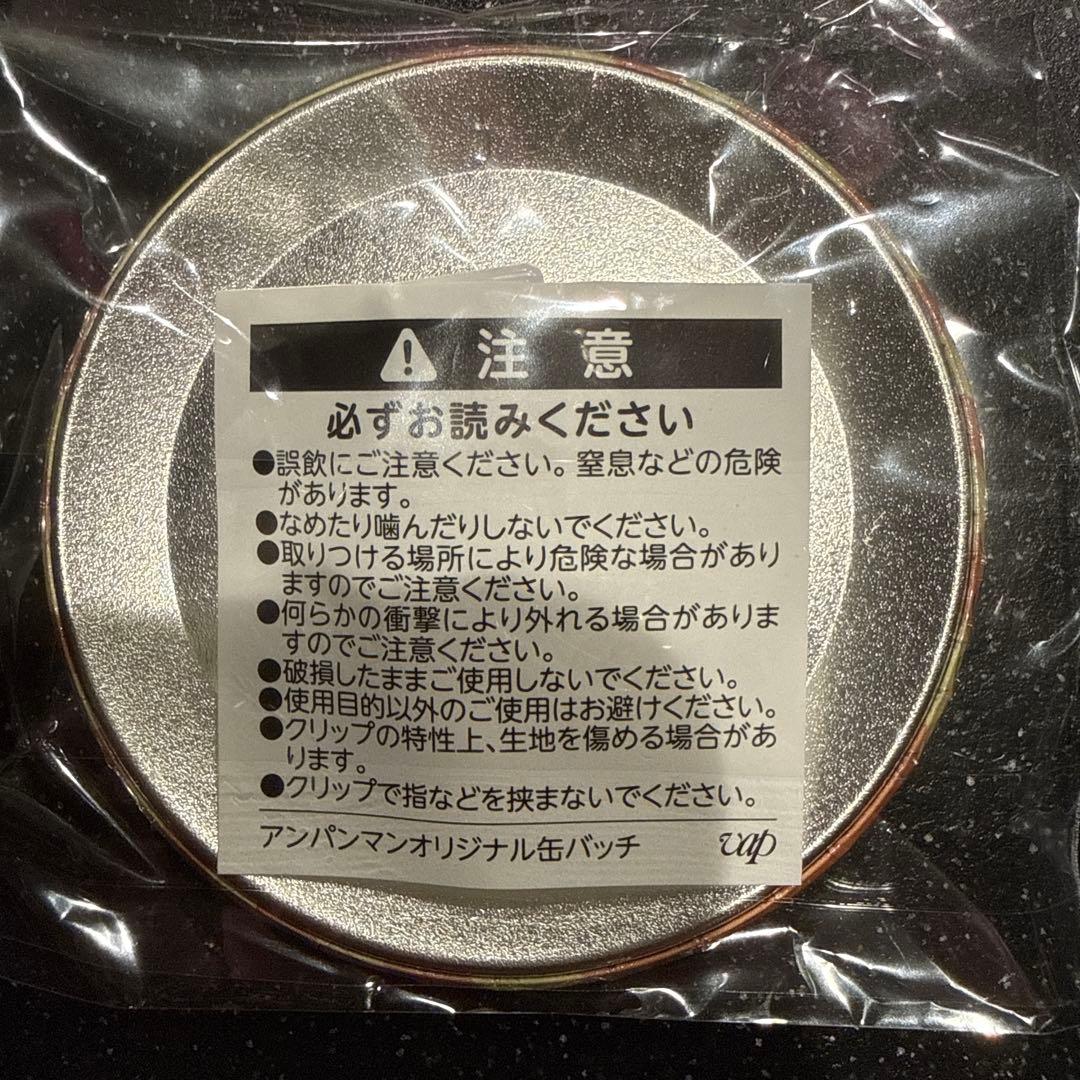 注意
必ずお読みください
●誤飲にご注意ください。窒息などの危険
があります。
●なめたり噛んだりしないでください。
●取りつける場所により危険な場合があり
ますのでご注意ください。
●何らかの衝撃により外れる場合がありま
すのでご注意ください。
●破損したままご使用しないでください。
●使用目的以外のご使用はお避けください。
●クリップの特性上、生地を傷める場合があ
ります。
●クリップで指などを挟まないでください。
アンパンマンオリジナル缶バッチ vap